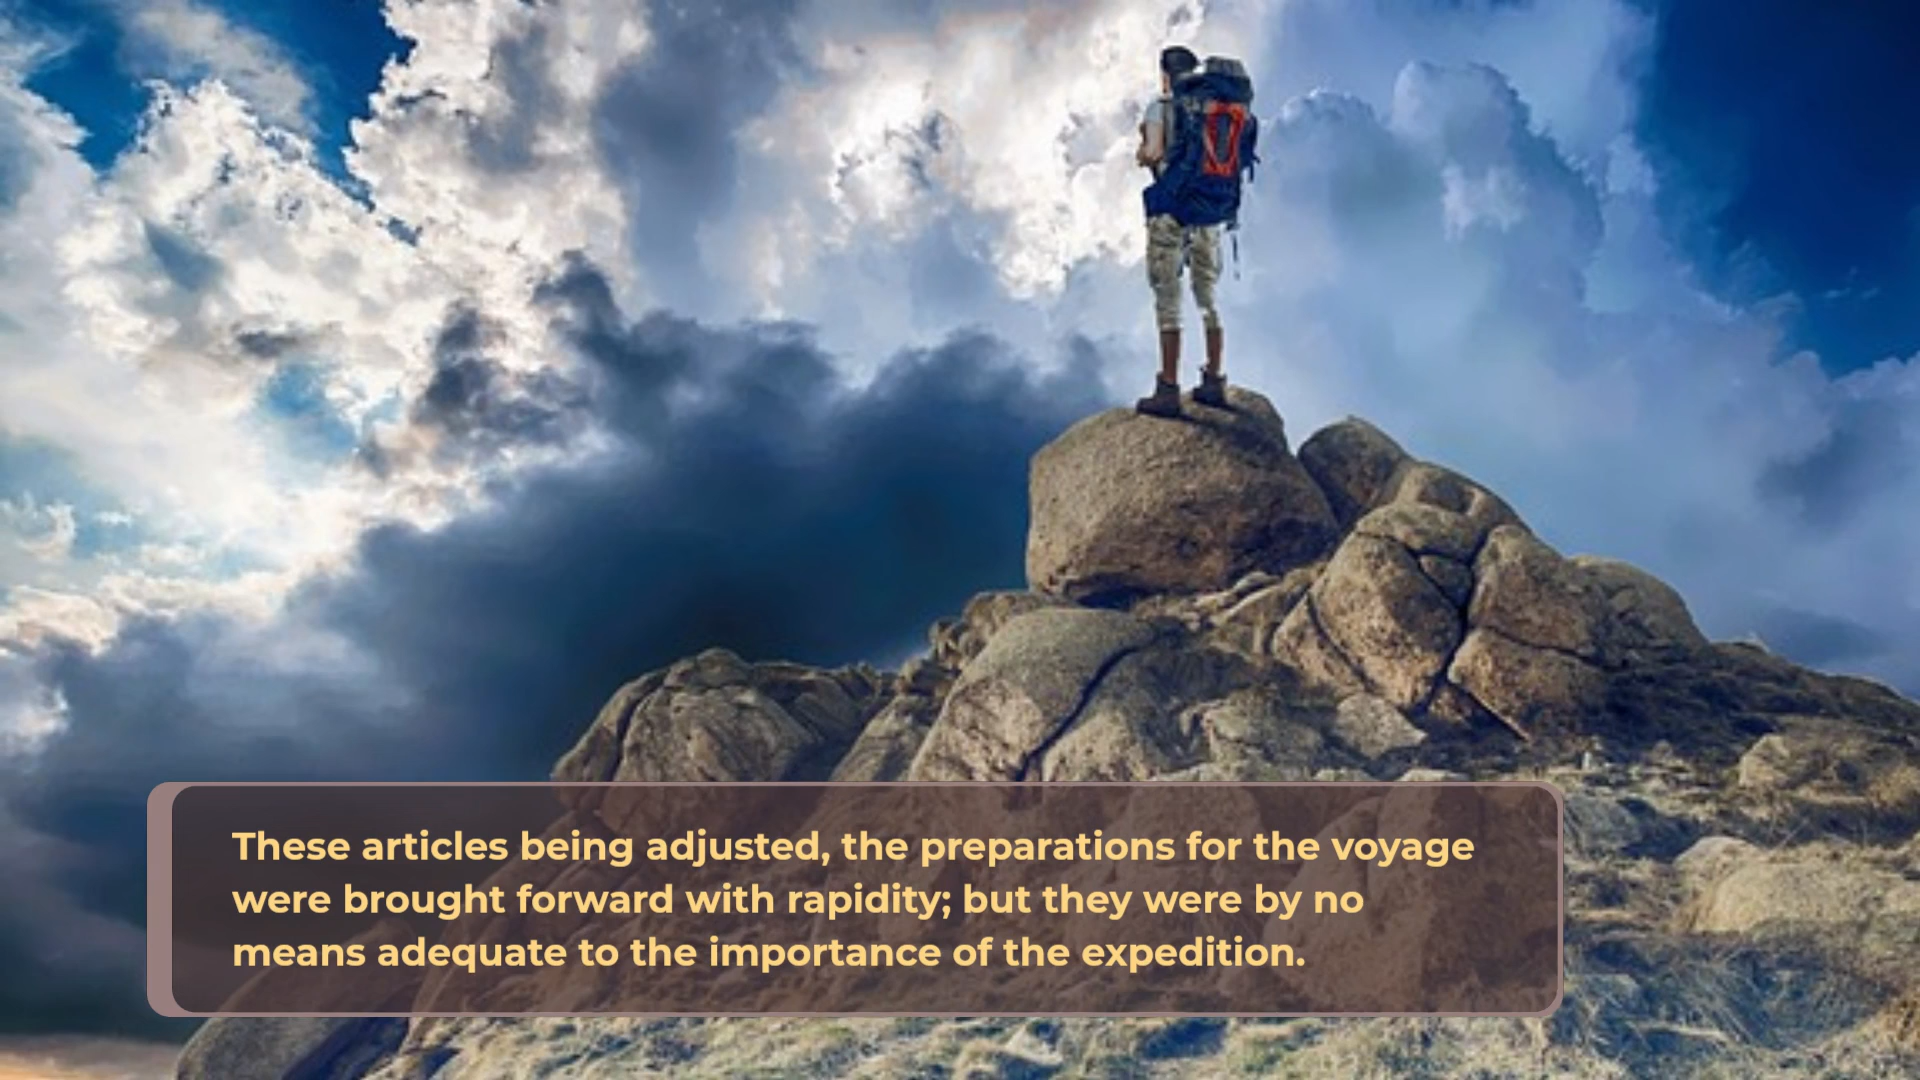 These articles being adjusted, the preparations for the voyage
were brought forward with rapidity; but they were by no
means adequate to the importance of the expedition.